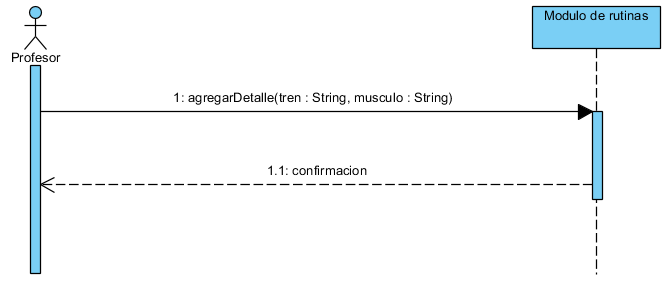 Modulo de rutinas
Profesor
1: agregarDetalle(tren : String, musculo : String)
1.1: confirmacion